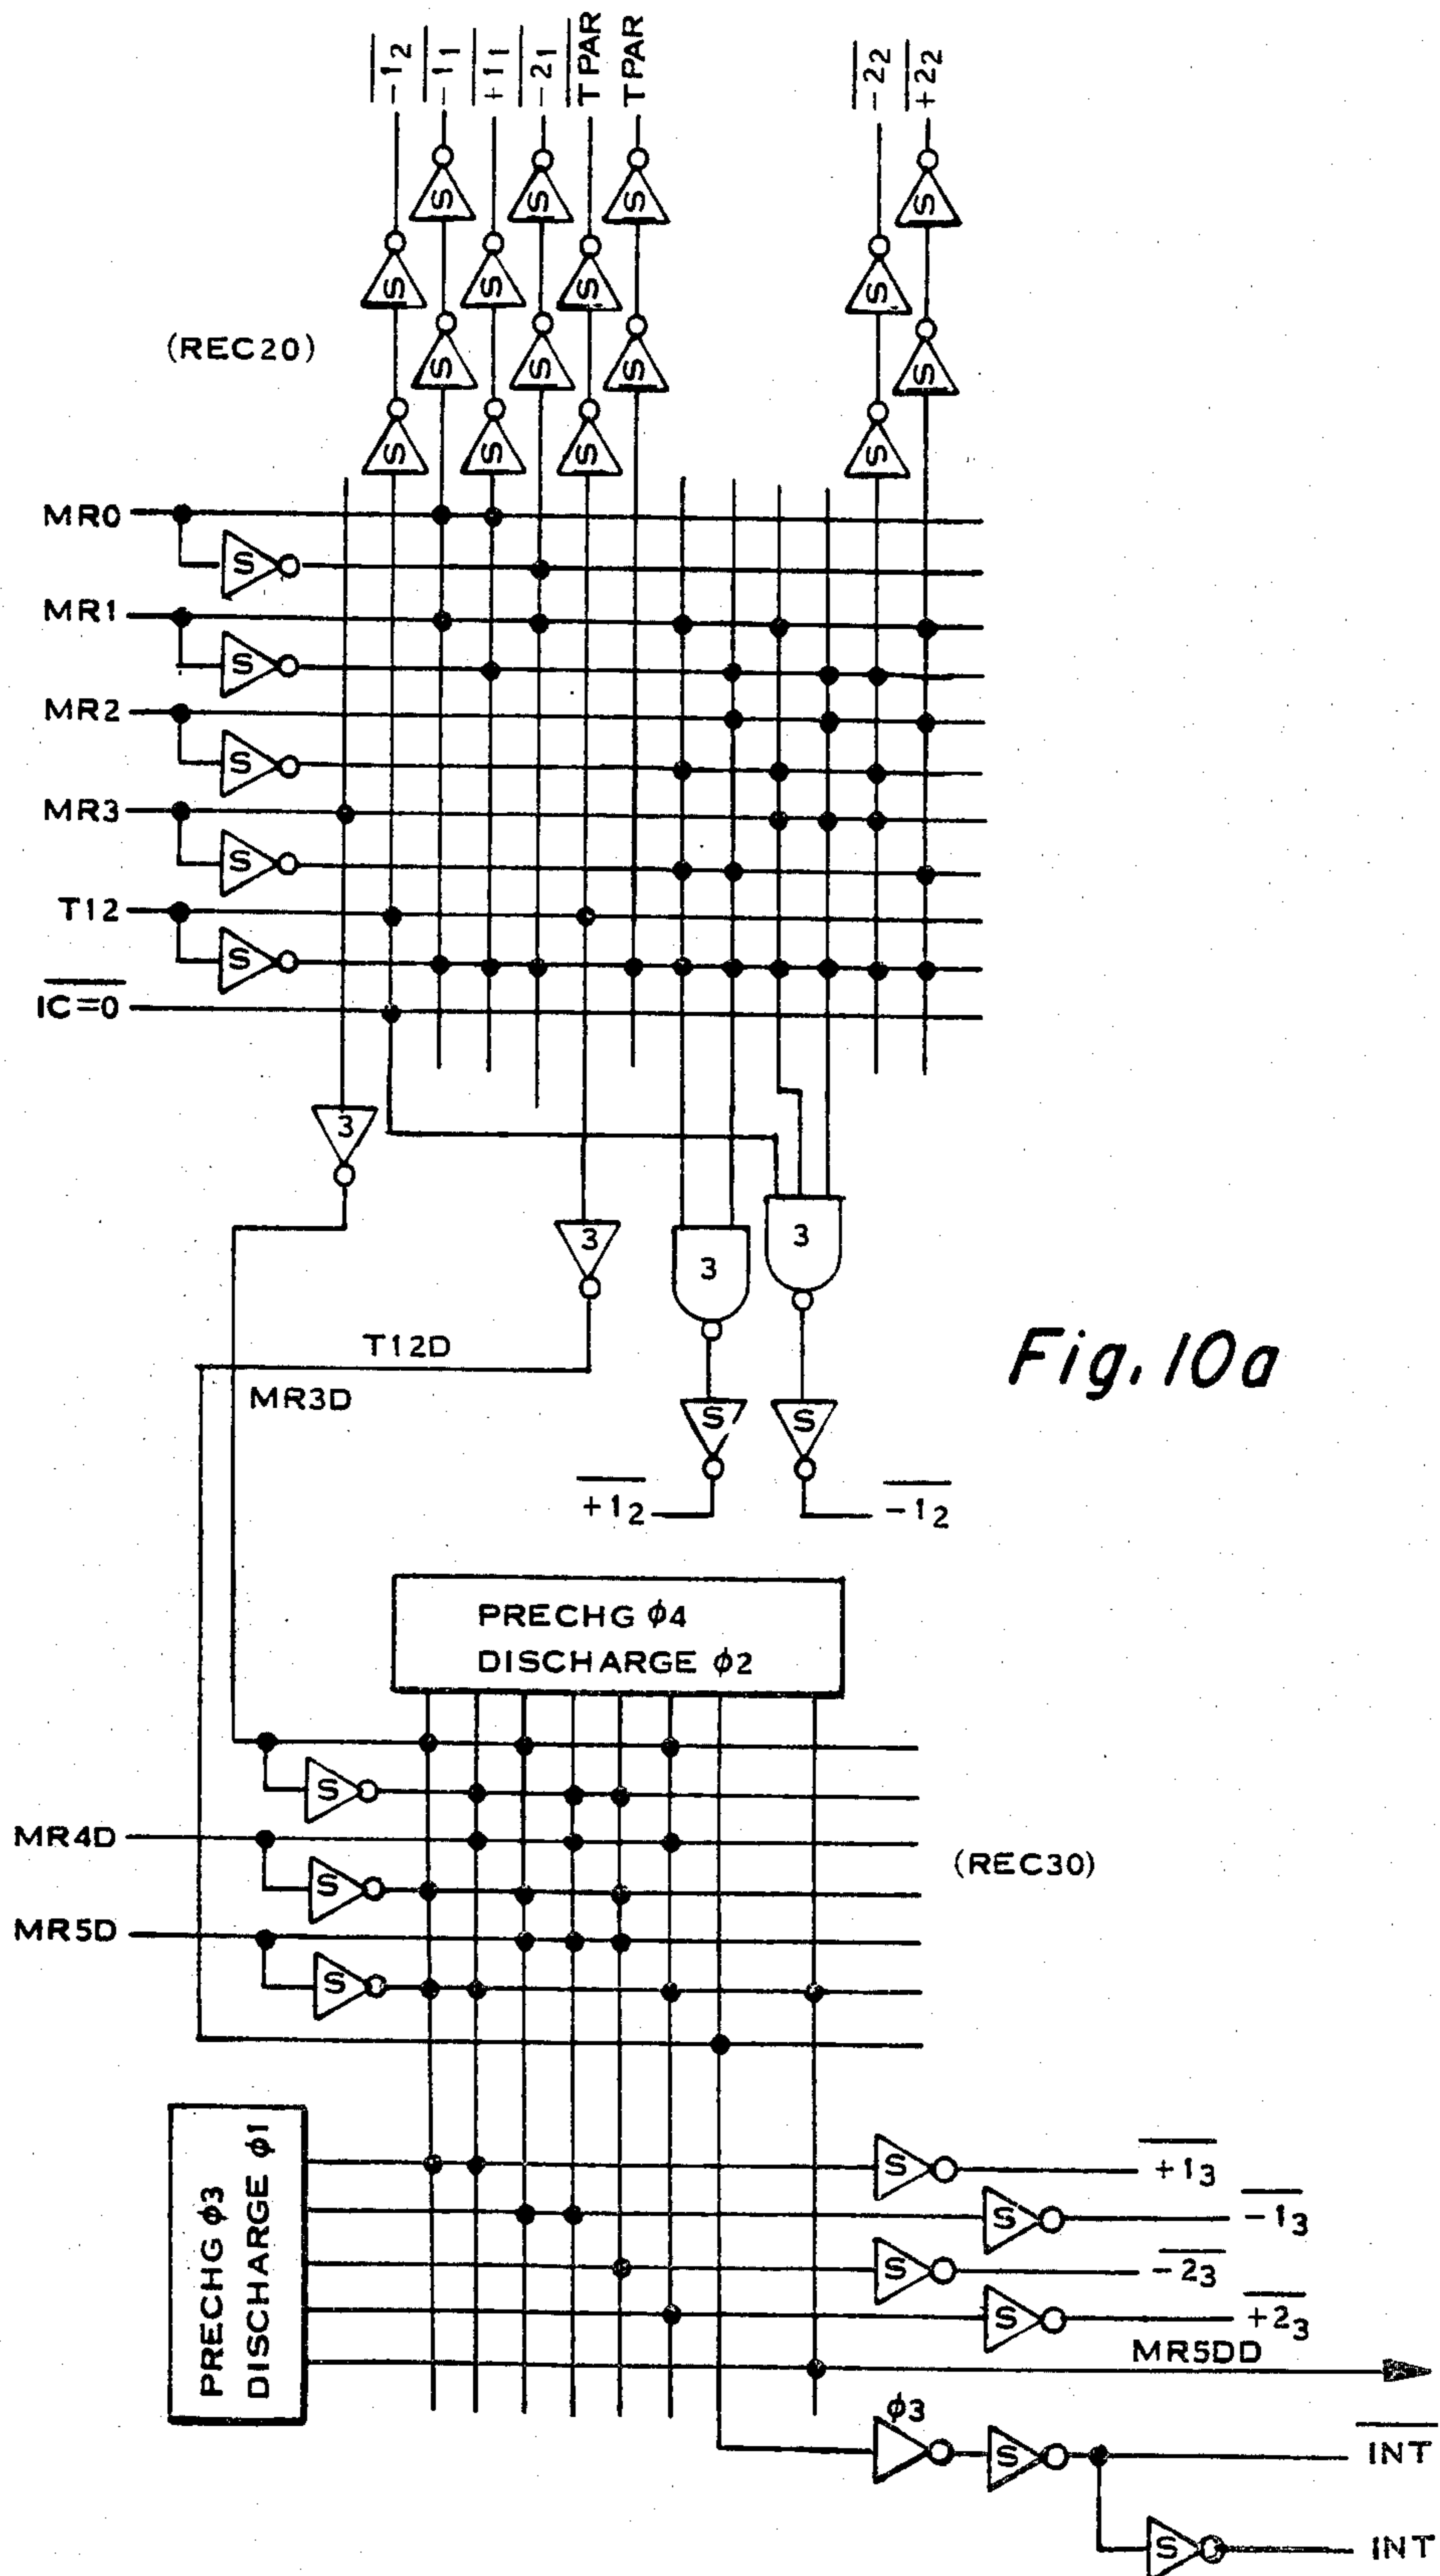 -1₂ -1₁ +1₁ -2₁ TPAR TPAR -2₂ +2₂
S S S S
S S S S
S S S S
S S S S
(REC20)
MR0
S
MR1
S
MR2
S
MR3
S
T12
S
IC=0
3
3
3
3
T12D
MR3D
Fig. 10a
S S
+1₂ -1₂
PRECHG ϕ4
DISCHARGE ϕ2
S
MR4D
(REC30)
S
MR5D
S
PRECHG ϕ3
DISCHARGE ϕ1
S +1₃
S -1₃
S -2₃
S +2₃
MR5DD
ϕ3
S INT
S INT